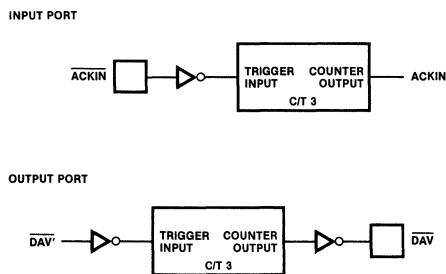 INPUT PORT
ACKIN
TRIGGER COUNTER
INPUT OUTPUT
C/T 3
ACKIN
OUTPUT PORT
DAV'
TRIGGER COUNTER
INPUT OUTPUT
C/T 3
DAV